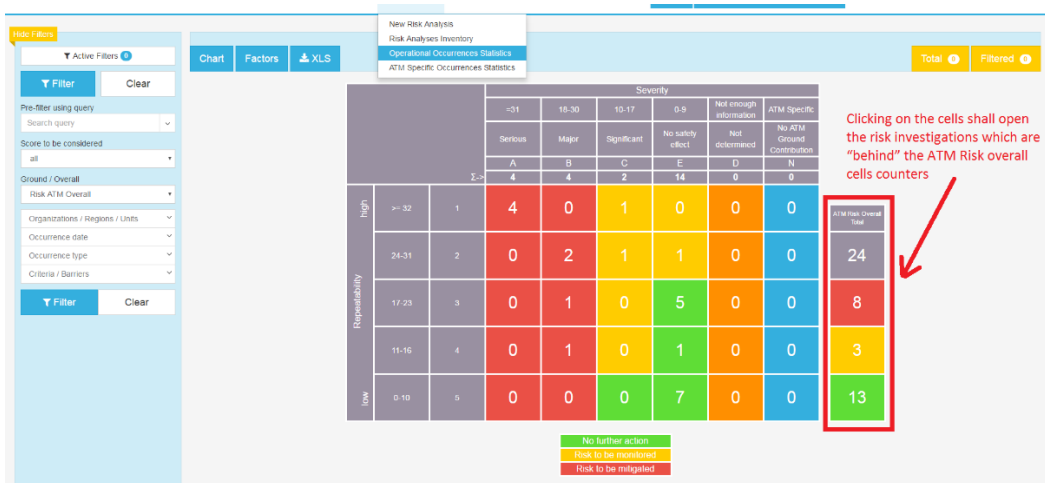 New Risk Analysis
Risk Analyses Inventory
Operational Occurrences Statistics
ATM Specific Occurrences Statistics
Hide Filters
Active Filters 0
Filter Clear
Pre-filter using query
Search query
Score to be considered
all
Ground / Overall
Risk ATM Overall
Organizations / Regions / Units
Occurrence date
Occurrence type
Criteria / Barriers
Filter Clear
Chart Factors XLS
Total 0 Filtered 0
Severity
=31 18-30 10-17 0-9 Not enough information ATM Specific
Serious Major Significant No safety effect Not determined No ATM Ground Contribution
A B C E D N
Σ-> 4 4 2 14 0 0
Repeatability
high >= 32 1 4 0 1 0 0 0
24-31 2 0 2 1 1 0 0
17-23 3 0 1 0 5 0 0
11-16 4 0 1 0 1 0 0
low 0-10 5 0 0 0 7 0 0
ATM Risk Overall
Total
24
8
3
13
Clicking on the cells shall open
the risk investigations which are
“behind” the ATM Risk overall
cells counters
No further action
Risk to be monitored
Risk to be miligated